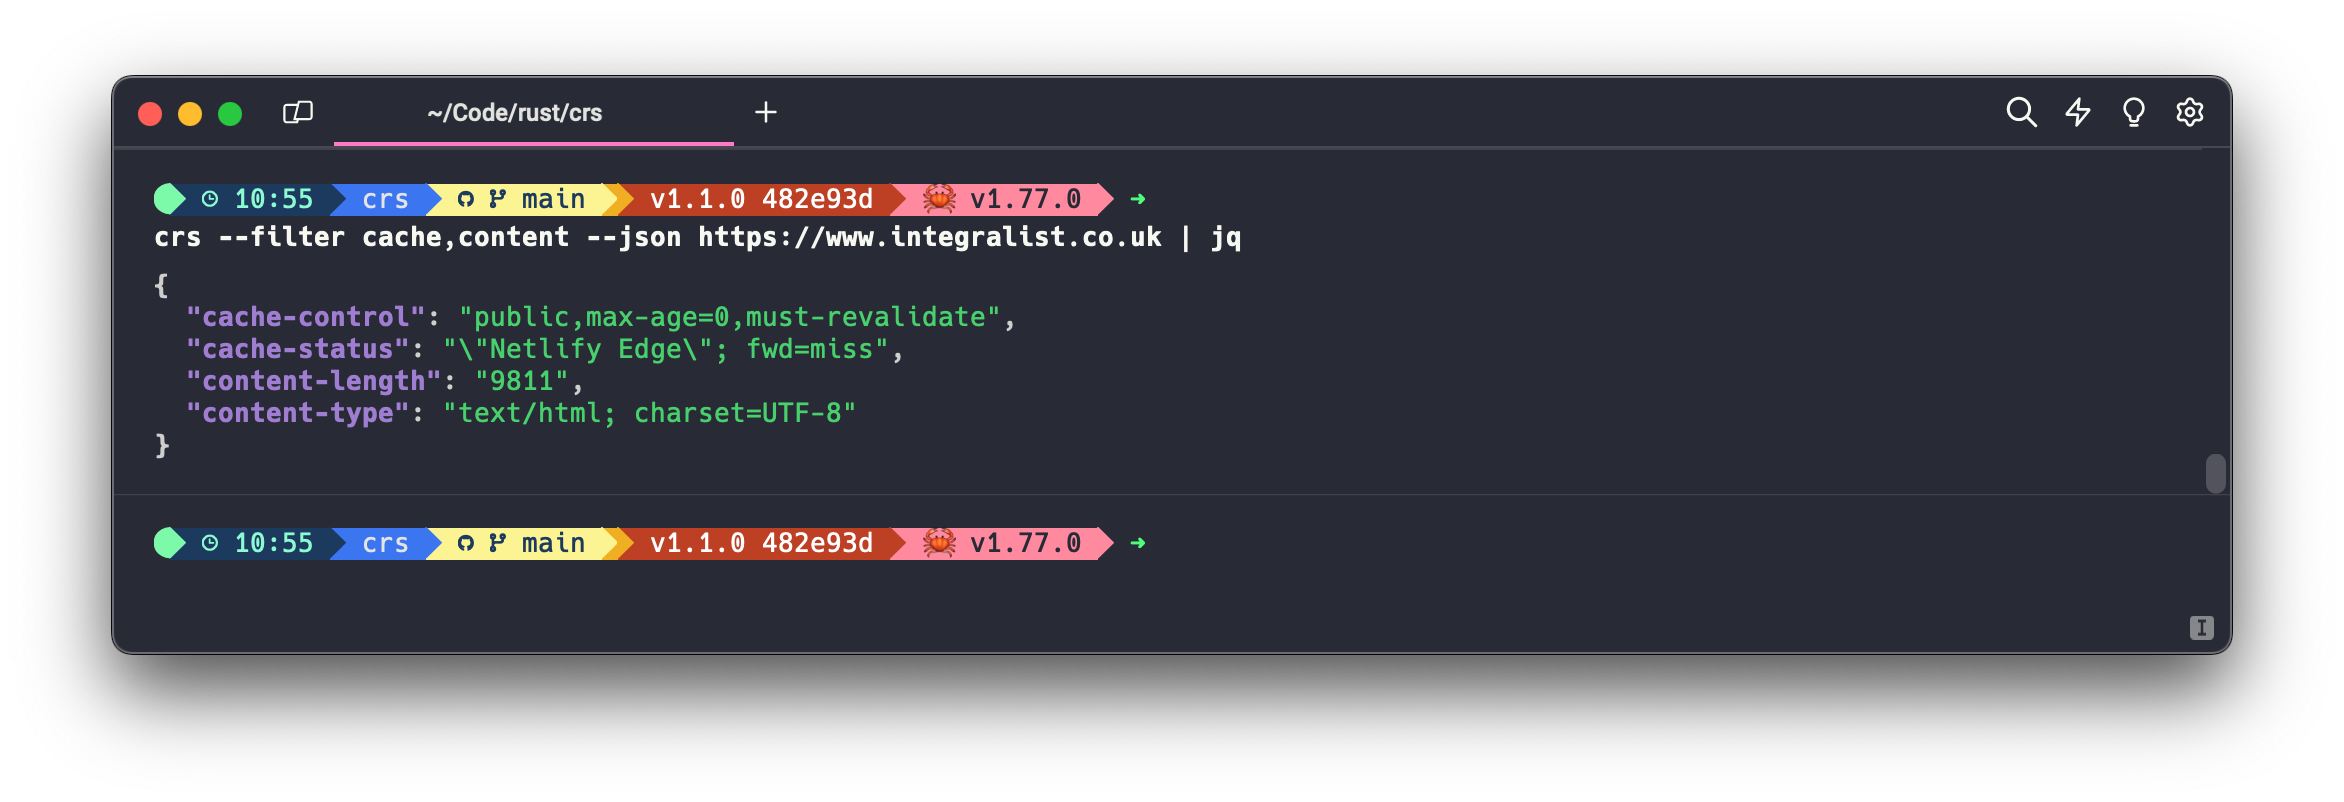 ~/Code/rust/crs
10:55 crs main v1.1.0 482e93d 🦀 v1.77.0 ➜
crs --filter cache,content --json https://www.integralist.co.uk | jq
{
  "cache-control": "public,max-age=0,must-revalidate",
  "cache-status": "\"Netlify Edge\"; fwd=miss",
  "content-length": "9811",
  "content-type": "text/html; charset=UTF-8"
}
10:55 crs main v1.1.0 482e93d 🦀 v1.77.0 ➜
I